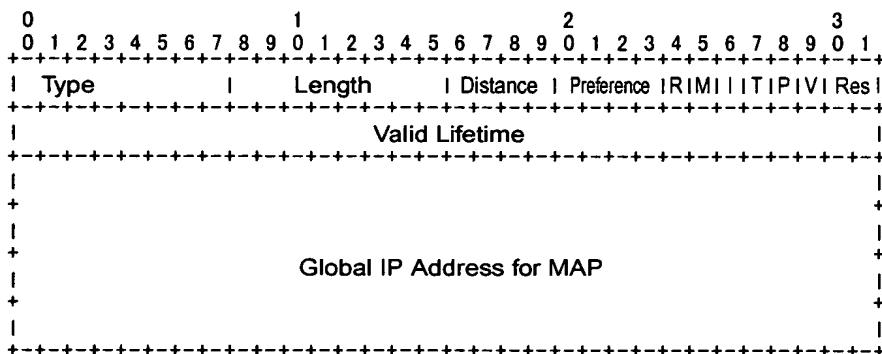 0 1 2 3
0 1 2 3 4 5 6 7 8 9 0 1 2 3 4 5 6 7 8 9 0 1 2 3 4 5 6 7 8 9 0 1
Type Length Distance Preference R M I T P V Res
Valid Lifetime
Global IP Address for MAP